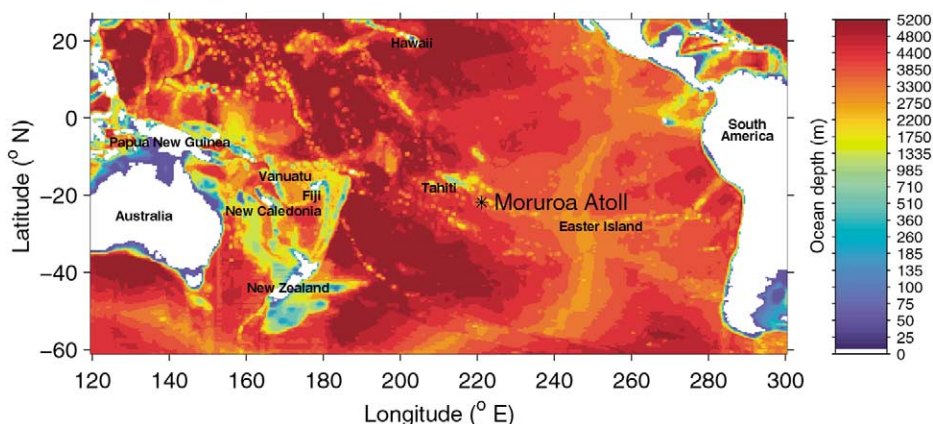 Hawaii
Papua New Guinea
South
America
Vanuatu
Fiji
Tahiti
Moruroa Atoll
Australia
New Caledonia
Easter Island
New Zealand
20
0
−20
−40
−60
Latitude (° N)
120 140 160 180 200 220 240 260 280 300
Longitude (° E)
5200
4800
4400
3850
3300
2750
2200
1750
1335
985
710
510
360
260
185
135
100
75
50
25
0
Ocean depth (m)